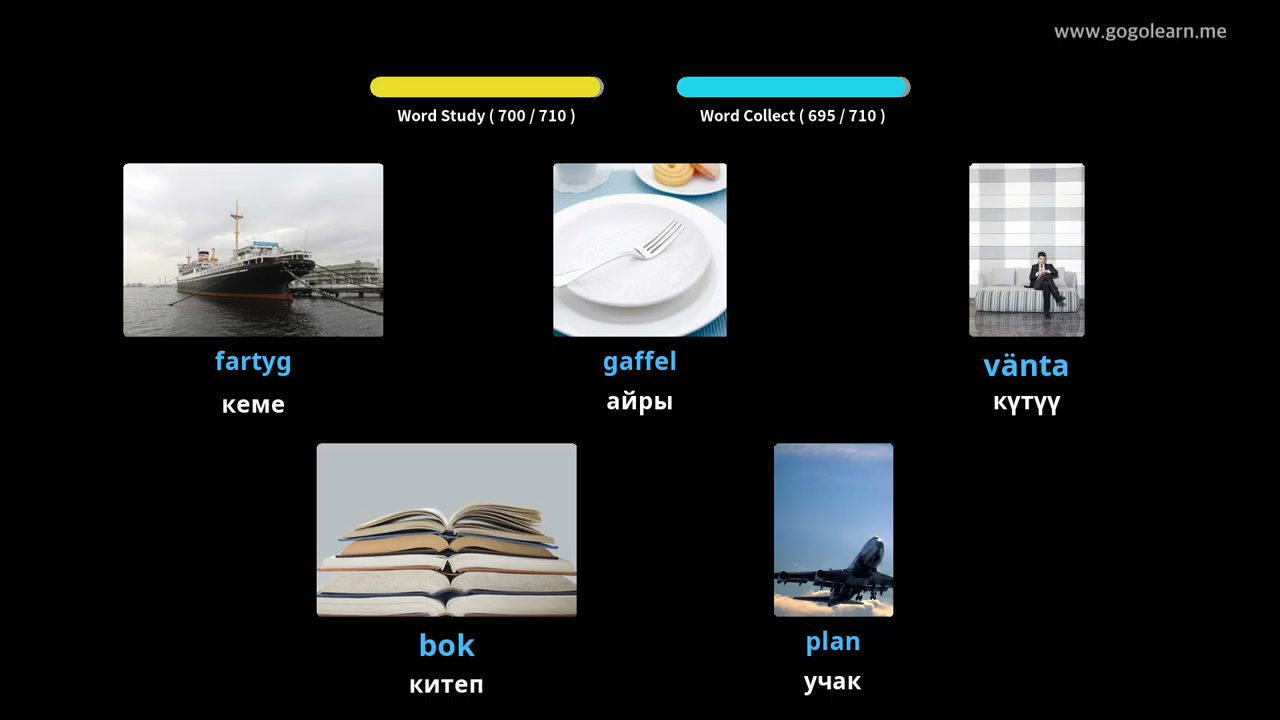 www.gogolearn.me
Word Study ( 700 / 710 )
Word Collect ( 695 / 710 )
fartyg
кеме
gaffel
айры
vänta
күтүү
bok
китеп
plan
учак